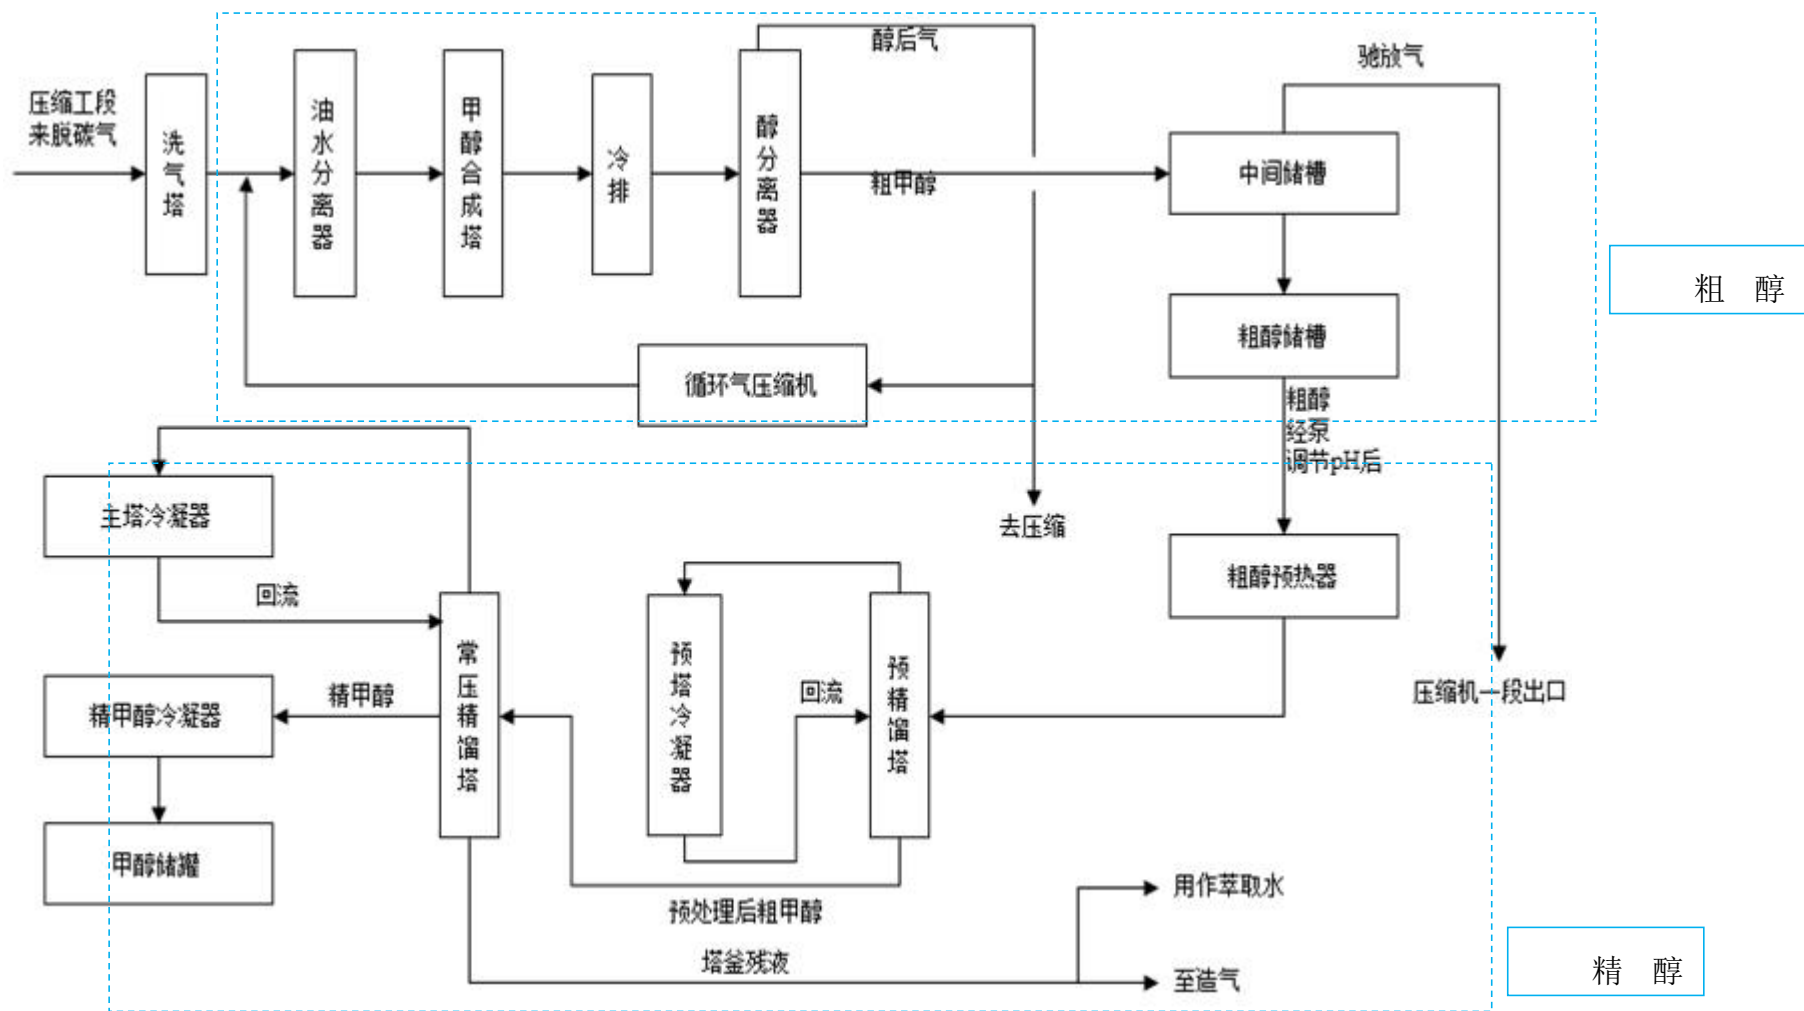 醇后气
驰放气
压缩工段
来脱碳气
洗气塔
油水分离器
甲醇合成塔
冷排
醇分离器
粗甲醇
中间储槽
粗 醇
粗醇储槽
循环气压缩机
粗醇
经泵
调节pH后
主塔冷凝器
去压缩
粗醇预热器
回流
常压精馏塔
预塔冷凝器
回流
预精馏塔
压缩机一段出口
精甲醇
精甲醇冷凝器
甲醇储罐
预处理后粗甲醇
用作萃取水
塔釜残液
至造气
精 醇